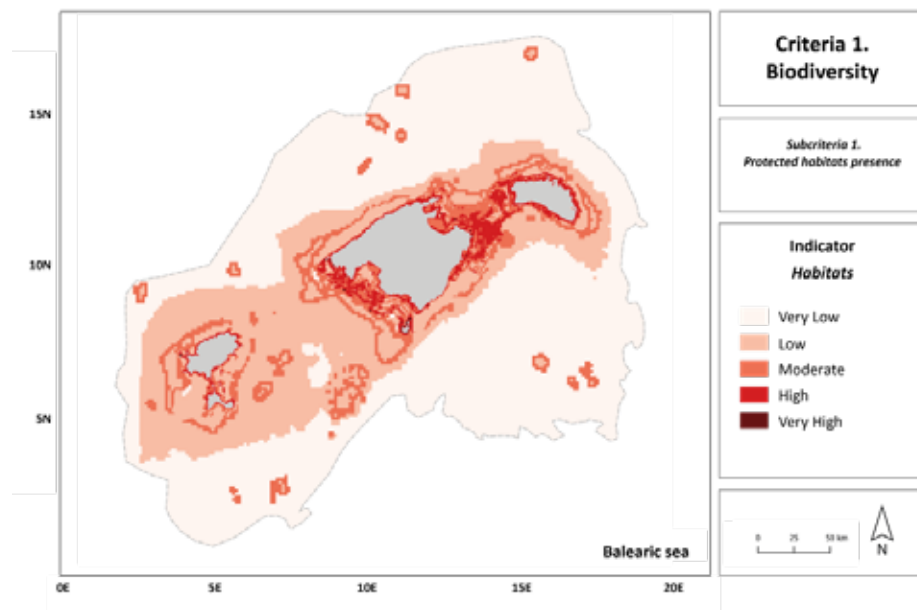 Criteria 1.
Biodiversity
Subcriteria 1.
Protected habitats presence
Indicator
Habitats
Very Low
Low
Moderate
High
Very High
0 25 50 km
N
15N
10N
5N
Balearic sea
0E 5E 10E 15E 20E